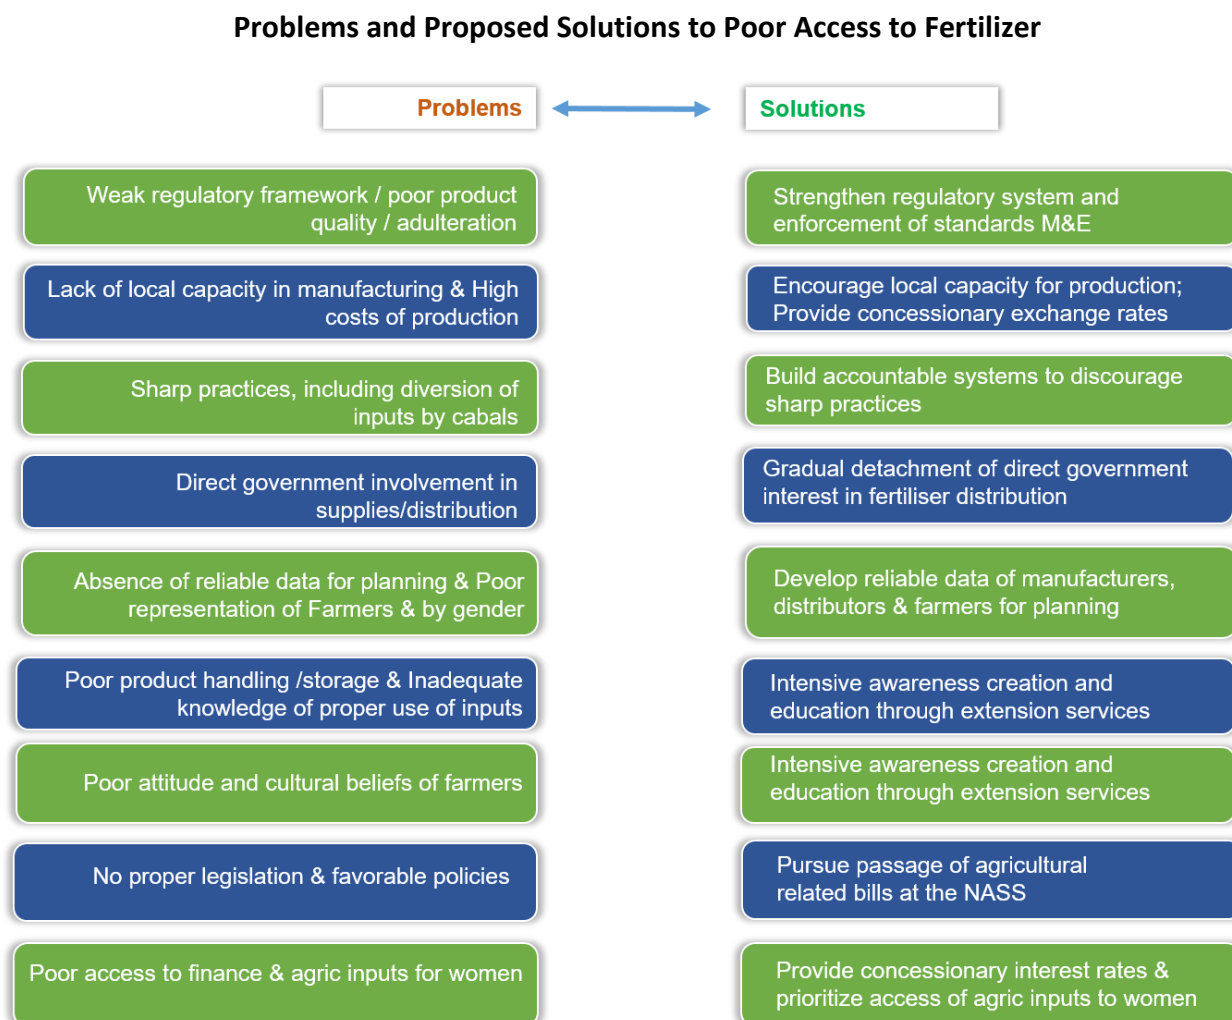 Problems and Proposed Solutions to Poor Access to Fertilizer
Problems
Solutions
Weak regulatory framework / poor product
quality / adulteration
Strengthen regulatory system and
enforcement of standards M&E
Lack of local capacity in manufacturing & High
costs of production
Encourage local capacity for production;
Provide concessionary exchange rates
Sharp practices, including diversion of
inputs by cabals
Build accountable systems to discourage
sharp practices
Direct government involvement in
supplies/distribution
Gradual detachment of direct government
interest in fertiliser distribution
Absence of reliable data for planning & Poor
representation of Farmers & by gender
Develop reliable data of manufacturers,
distributors & farmers for planning
Poor product handling /storage & Inadequate
knowledge of proper use of inputs
Intensive awareness creation and
education through extension services
Poor attitude and cultural beliefs of farmers
Intensive awareness creation and
education through extension services
No proper legislation & favorable policies
Pursue passage of agricultural
related bills at the NASS
Poor access to finance & agric inputs for women
Provide concessionary interest rates &
prioritize access of agric inputs to women